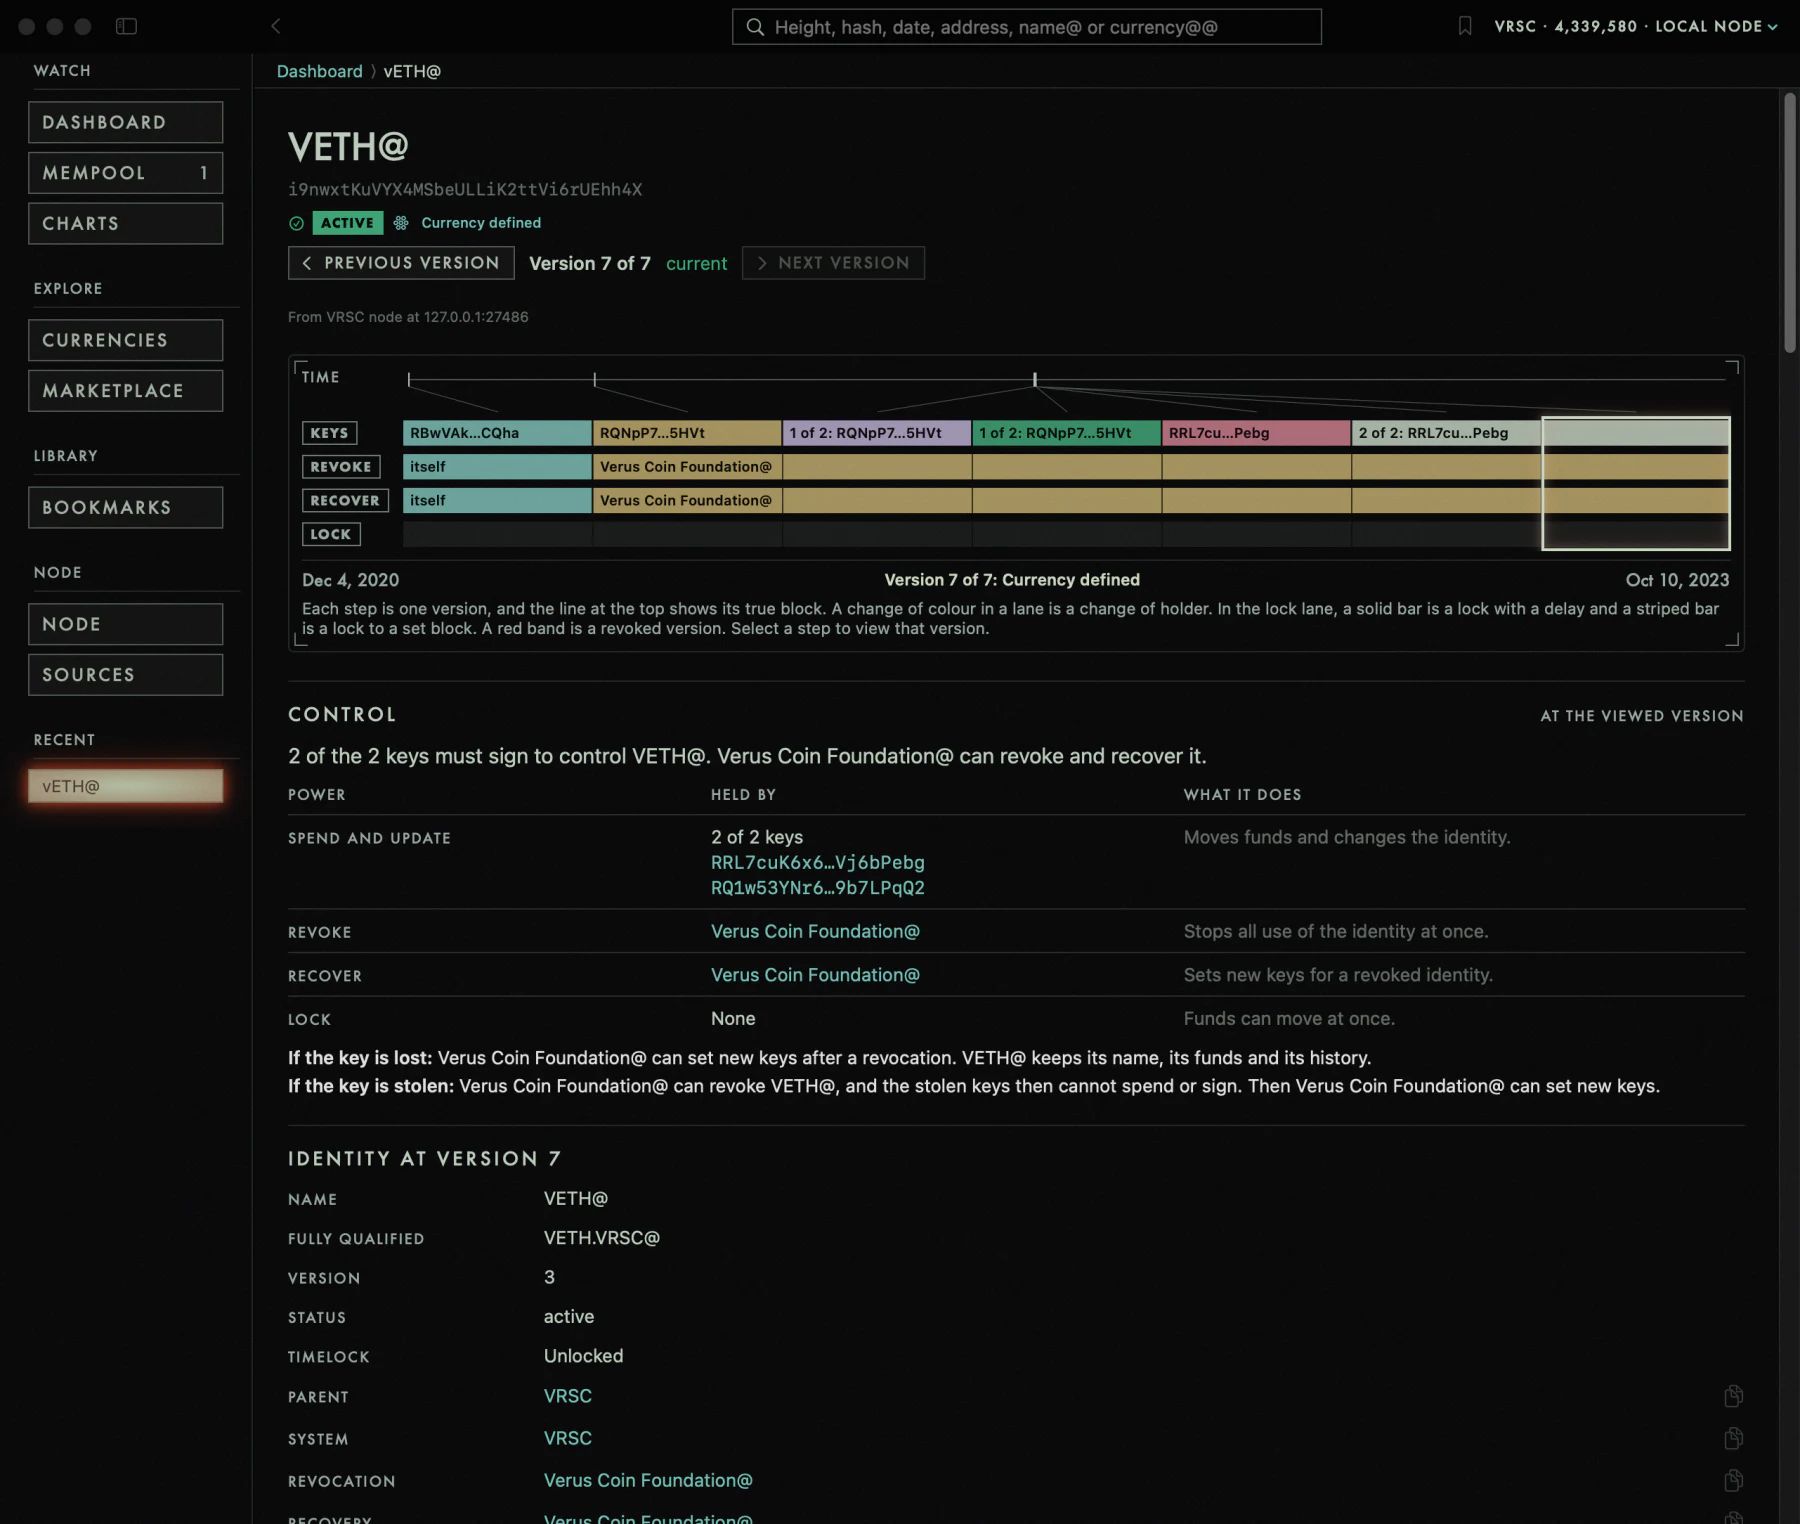 Height, hash, date, address, name@ or currency@@
VRSC · 4,339,580 · LOCAL NODE
WATCH
DASHBOARD
MEMPOOL 1
CHARTS
EXPLORE
CURRENCIES
MARKETPLACE
LIBRARY
BOOKMARKS
NODE
NODE
SOURCES
RECENT
vETH@
Dashboard 〉 vETH@
VETH@
i9nwxtKuVYX4MSbeULLiK2ttVi6rUEhh4X
ACTIVE Currency defined
PREVIOUS VERSION Version 7 of 7 current NEXT VERSION
From VRSC node at 127.0.0.1:27486
TIME
KEYS RBwVAk...CQha RQNpP7...5HVt 1 of 2: RQNpP7...5HVt 1 of 2: RQNpP7...5HVt RRL7cu...Pebg 2 of 2: RRL7cu...Pebg
REVOKE itself Verus Coin Foundation@
RECOVER itself Verus Coin Foundation@
LOCK
Dec 4, 2020 Version 7 of 7: Currency defined Oct 10, 2023
Each step is one version, and the line at the top shows its true block. A change of colour in a lane is a change of holder. In the lock lane, a solid bar is a lock with a delay and a striped bar
is a lock to a set block. A red band is a revoked version. Select a step to view that version.
CONTROL AT THE VIEWED VERSION
2 of the 2 keys must sign to control VETH@. Verus Coin Foundation@ can revoke and recover it.
POWER HELD BY WHAT IT DOES
SPEND AND UPDATE 2 of 2 keys Moves funds and changes the identity.
RRL7cuK6x6…Vj6bPebg
RQ1w53YNr6…9b7LPqQ2
REVOKE Verus Coin Foundation@ Stops all use of the identity at once.
RECOVER Verus Coin Foundation@ Sets new keys for a revoked identity.
LOCK None Funds can move at once.
If the key is lost: Verus Coin Foundation@ can set new keys after a revocation. VETH@ keeps its name, its funds and its history.
If the key is stolen: Verus Coin Foundation@ can revoke VETH@, and the stolen keys then cannot spend or sign. Then Verus Coin Foundation@ can set new keys.
IDENTITY AT VERSION 7
NAME VETH@
FULLY QUALIFIED VETH.VRSC@
VERSION 3
STATUS active
TIMELOCK Unlocked
PARENT VRSC
SYSTEM VRSC
REVOCATION Verus Coin Foundation@
RECOVERY Verus Coin Foundation@